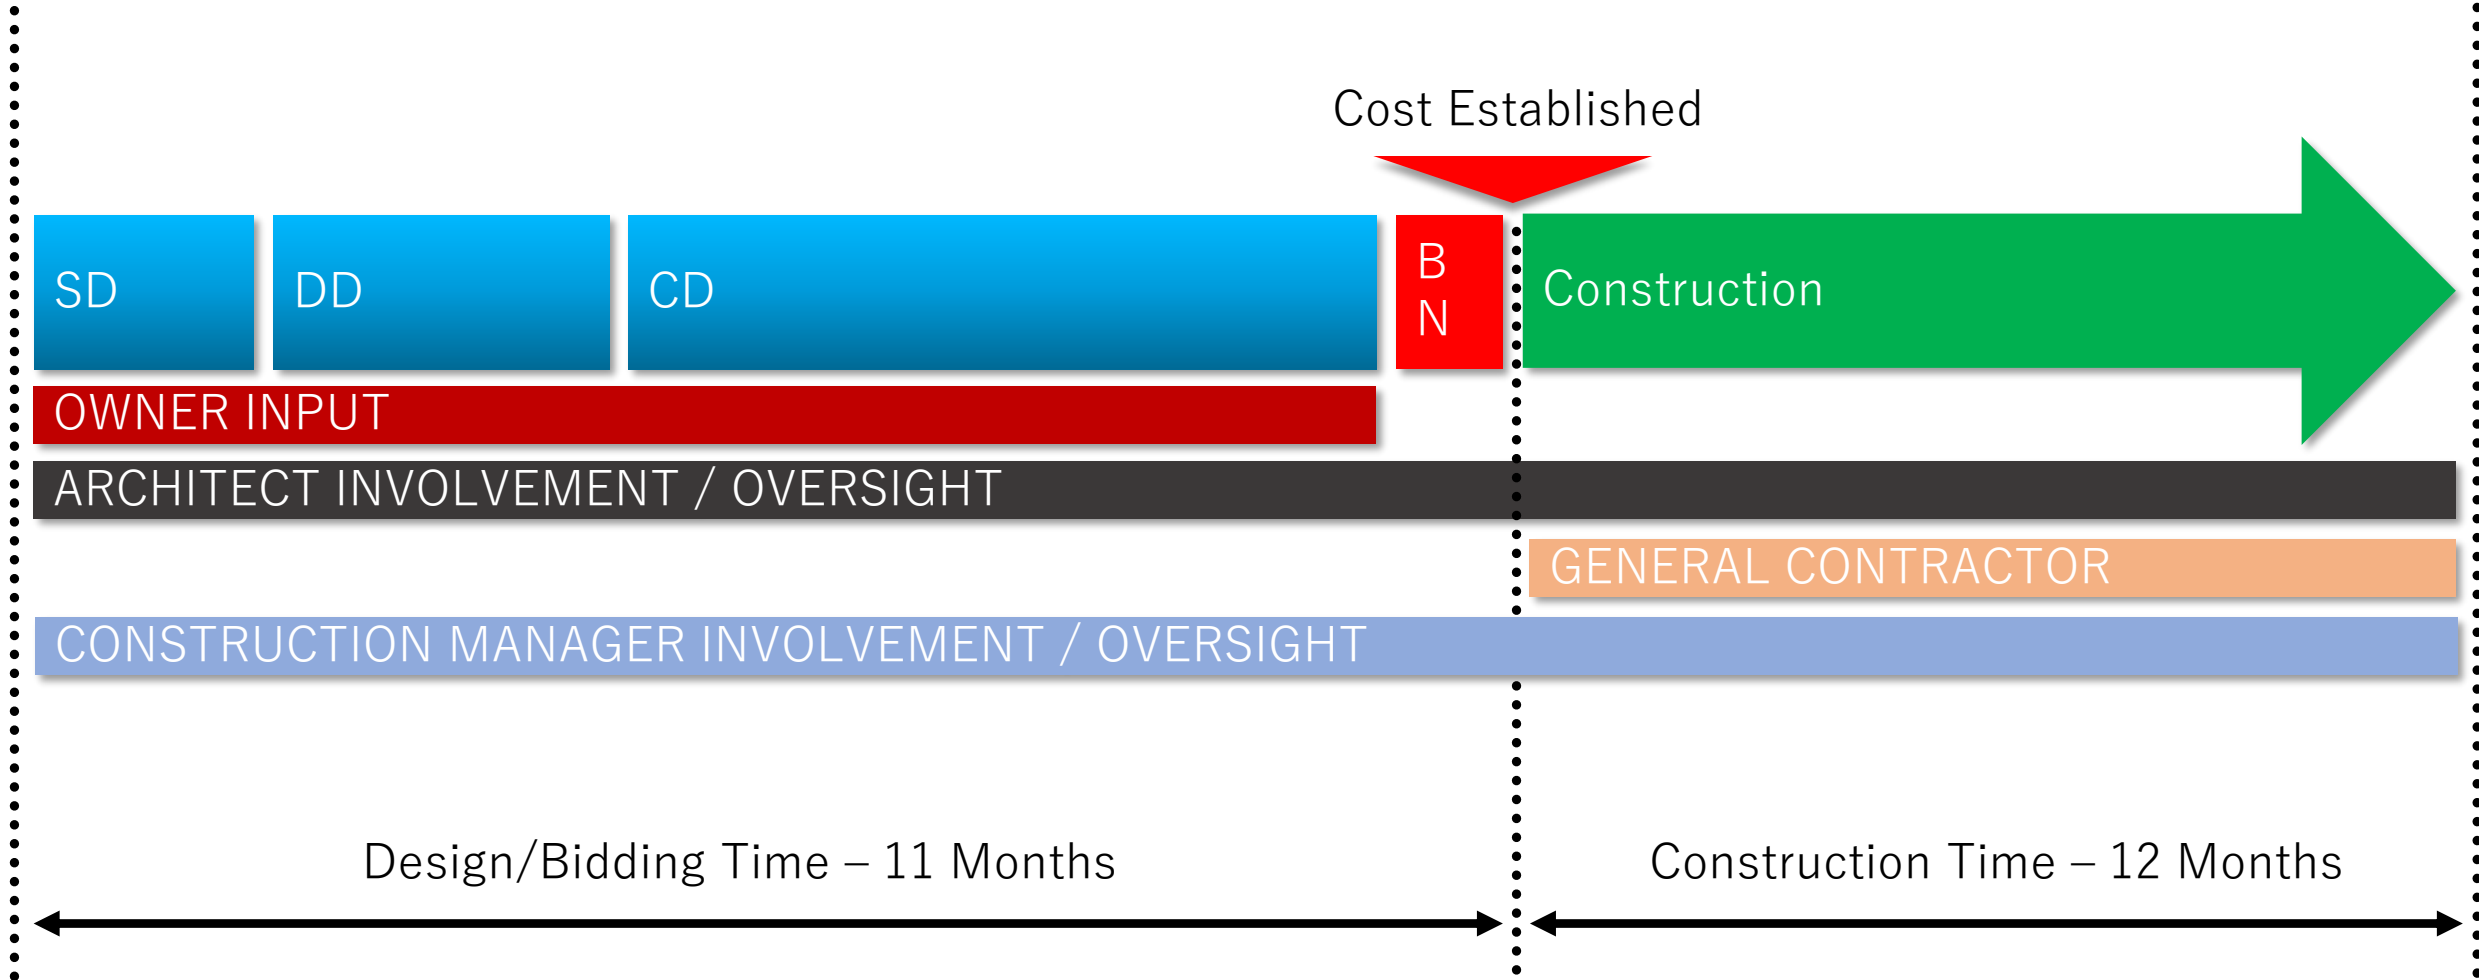 Cost Established
SD
DD
CD
B
N
Construction
OWNER INPUT
ARCHITECT INVOLVEMENT / OVERSIGHT
GENERAL CONTRACTOR
CONSTRUCTION MANAGER INVOLVEMENT / OVERSIGHT
Design/Bidding Time – 11 Months
Construction Time – 12 Months